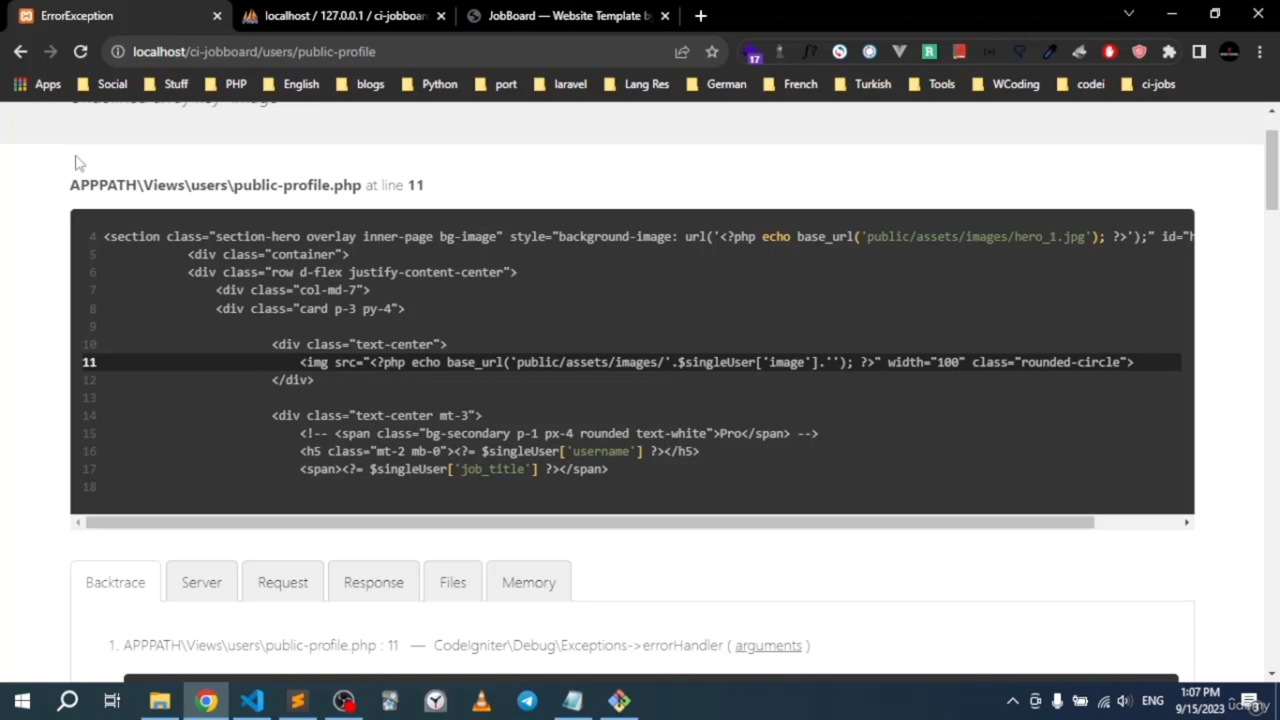 ErrorException
localhost / 127.0.0.1 / ci-jobboard
JobBoard — Website Template by
localhost/ci-jobboard/users/public-profile
17
Apps Social Stuff PHP English blogs Python port laravel Lang Res German French Turkish Tools WCoding codei ci-jobs
Undefined array key "image"
APPPATH\Views\users\public-profile.php at line 11
4 <section class="section-hero overlay inner-page bg-image" style="background-image: url('<?php echo base_url('public/assets/images/hero_1.jpg'); ?>');" id="h
5 <div class="container">
6 <div class="row d-flex justify-content-center">
7 <div class="col-md-7">
8 <div class="card p-3 py-4">
9
10 <div class="text-center">
11 <img src="<?php echo base_url('public/assets/images/'.$singleUser['image'].''); ?>" width="100" class="rounded-circle">
12 </div>
13
14 <div class="text-center mt-3">
15 <!-- <span class="bg-secondary p-1 px-4 rounded text-white">Pro</span> -->
16 <h5 class="mt-2 mb-0"><?= $singleUser['username'] ?></h5>
17 <span><?= $singleUser['job_title'] ?></span>
18
Backtrace Server Request Response Files Memory
1. APPPATH\Views\users\public-profile.php : 11 — CodeIgniter\Debug\Exceptions->errorHandler ( arguments )
ENG
1:07 PM
9/15/2023
udemy